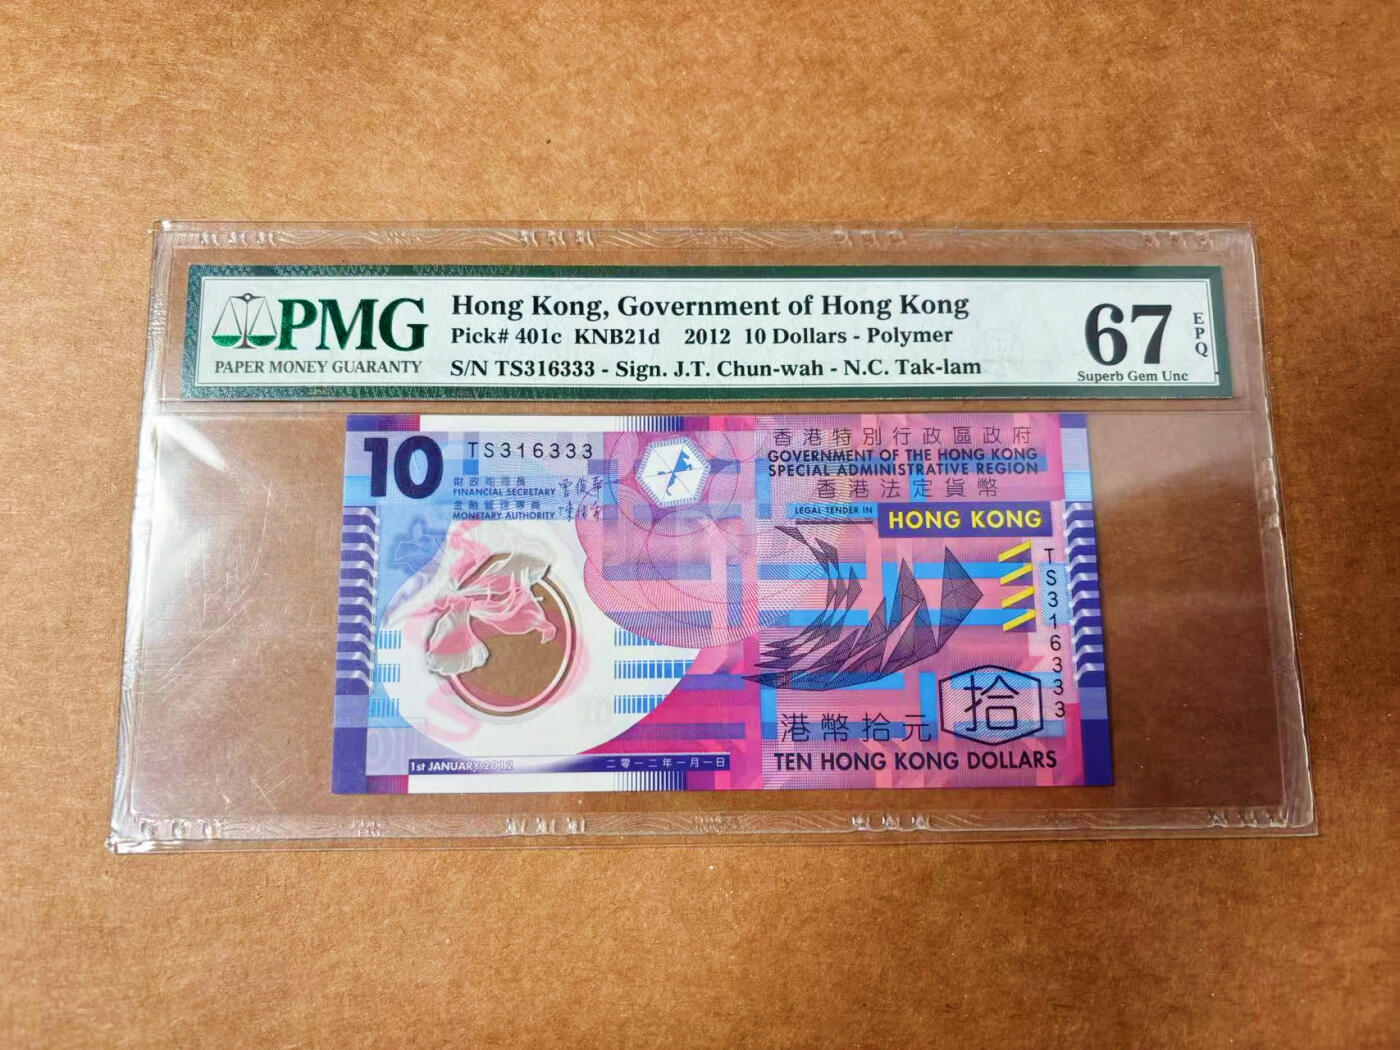 PMG
PAPER MONEY GUARANTY
Hong Kong, Government of Hong Kong
Pick# 401c KNB21d 2012 10 Dollars - Polymer
S/N TS316333 - Sign. J.T. Chun-wah - N.C. Tak-lam
67
EPQ
Superb Gem Unc
10
TS316333
財政司司長
FINANCIAL SECRETARY
金融管理專員
MONETARY AUTHORITY
香港特別行政區政府
GOVERNMENT OF THE HONG KONG
SPECIAL ADMINISTRATIVE REGION
香港法定貨幣
LEGAL TENDER IN
HONG KONG
TS316333
拾
港幣拾元
TEN HONG KONG DOLLARS
1st JANUARY 2012
二零一二年一月一日